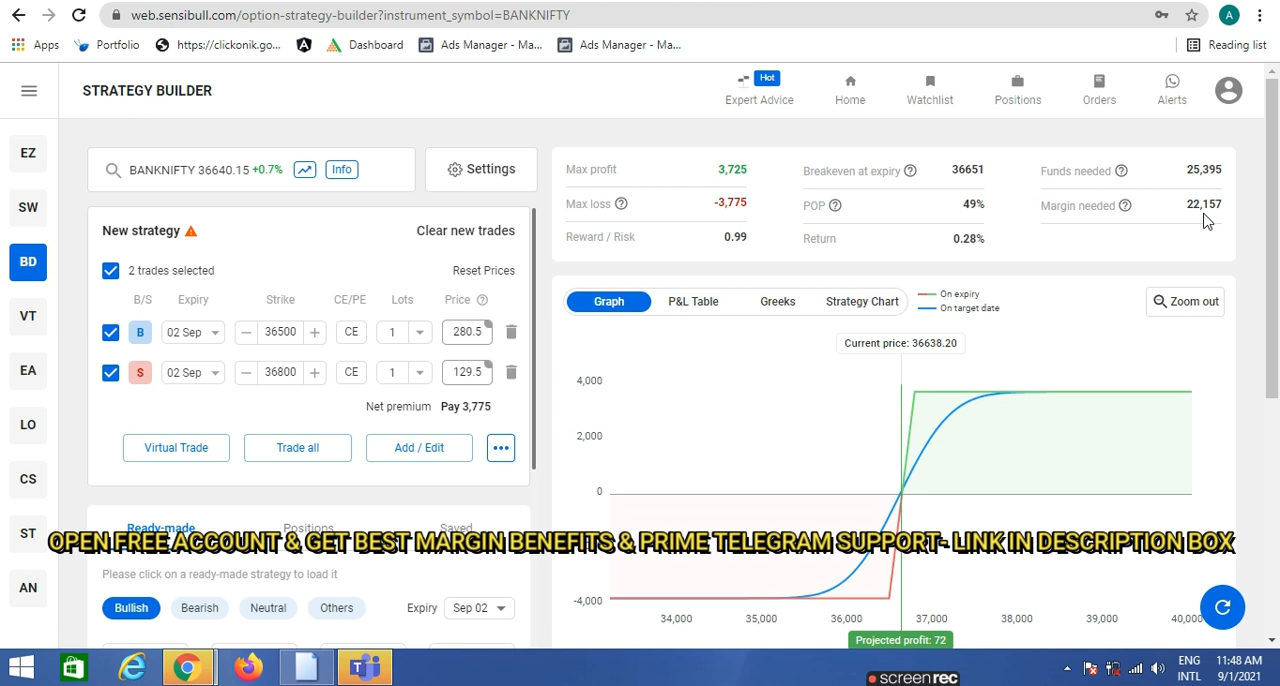 web.sensibull.com/option-strategy-builder?instrument_symbol=BANKNIFTY
A
Apps Portfolio https://clickonik.go... Dashboard Ads Manager - Ma... Ads Manager - Ma... Reading list
STRATEGY BUILDER
Hot
Expert Advice Home Watchlist Positions Orders Alerts
EZ
SW
BD
VT
EA
LO
CS
ST
AN
BANKNIFTY 36640.15 +0.7% Info
Settings
New strategy Clear new trades
2 trades selected Reset Prices
B/S Expiry Strike CE/PE Lots Price
B 02 Sep 36500 CE 1 280.5
S 02 Sep 36800 CE 1 129.5
Net premium Pay 3,775
Virtual Trade Trade all Add / Edit
Ready-made Positions Saved
Please click on a ready-made strategy to load it
Bullish Bearish Neutral Others Expiry Sep 02
Max profit 3,725
Max loss -3,775
Reward / Risk 0.99
Breakeven at expiry 36651
POP 49%
Return 0.28%
Funds needed 25,395
Margin needed 22,157
Graph P&L Table Greeks Strategy Chart
On expiry
On target date
Zoom out
Current price: 36638.20
4,000
2,000
0
-4,000
34,000 35,000 36,000 37,000 38,000 39,000 40,000
Projected profit: 72
OPEN FREE ACCOUNT & GET BEST MARGIN BENEFITS & PRIME TELEGRAM SUPPORT- LINK IN DESCRIPTION BOX
screenrec
ENG
INTL
11:48 AM
9/1/2021